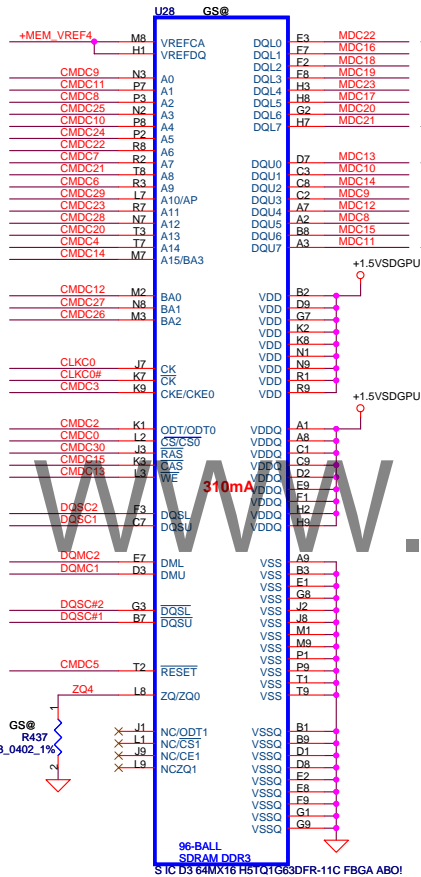 U28 GS@
+MEM_VREF4 M8 VREFCA DQL0 E3 MDC22
H1 VREFDQ DQL1 F7 MDC16
DQL2 F2 MDC18
CMDC9 N3 A0 DQL3 F8 MDC19
CMDC11 P7 A1 DQL4 H3 MDC23
CMDC8 P3 A2 DQL5 H8 MDC17
CMDC25 N2 A3 DQL6 G2 MDC20
CMDC10 P8 A4 DQL7 H7 MDC21
CMDC24 P2 A5
CMDC22 R8 A6
CMDC7 R2 A7 DQU0 D7 MDC13
CMDC21 T8 A8 DQU1 C3 MDC10
CMDC6 R3 A9 DQU2 C8 MDC14
CMDC29 L7 A10/AP DQU3 C2 MDC9
CMDC23 R7 A11 DQU4 A7 MDC12
CMDC28 N7 A12 DQU5 A2 MDC8
CMDC20 T3 A13 DQU6 B8 MDC15
CMDC4 T7 A14 DQU7 A3 MDC11
CMDC14 M7 A15/BA3
+1.5VSDGPU
CMDC12 M2 BA0 VDD B2
CMDC27 N8 BA1 VDD D9
CMDC26 M3 BA2 VDD G7
VDD K2
VDD K8
VDD N1
CLKC0 J7 CK VDD N9
CLKC0# K7 CK VDD R1
CMDC3 K9 CKE/CKE0 VDD R9
+1.5VSDGPU
CMDC2 K1 ODT/ODT0 VDDQ A1
CMDC0 L2 CS/CS0 VDDQ A8
CMDC30 J3 RAS VDDQ C1
CMDC15 K3 CAS VDDQ C9
CMDC13 L3 WE VDDQ D2
310mA VDDQ E9
VDDQ F1
DQSC2 F3 DQSL VDDQ H2
DQSC1 C7 DQSU VDDQ H9
WWW.
DQMC2 E7 DML VSS A9
DQMC1 D3 DMU VSS B3
VSS E1
VSS G8
DQSC#2 G3 DQSL VSS J2
DQSC#1 B7 DQSU VSS J8
VSS M1
VSS M9
VSS P1
CMDC5 T2 RESET VSS P9
VSS T1
ZQ4 L8 ZQ/ZQ0 VSS T9
1
GS@
R437
_0402_1%
2
J1 NC/ODT1 VSSQ B1
L1 NC/CS1 VSSQ B9
J9 NC/CE1 VSSQ D1
L9 NCZQ1 VSSQ D8
VSSQ E2
VSSQ E8
VSSQ F9
VSSQ G1
VSSQ G9
96-BALL
SDRAM DDR3
S IC D3 64MX16 H5TQ1G63DFR-11C FBGA ABO!